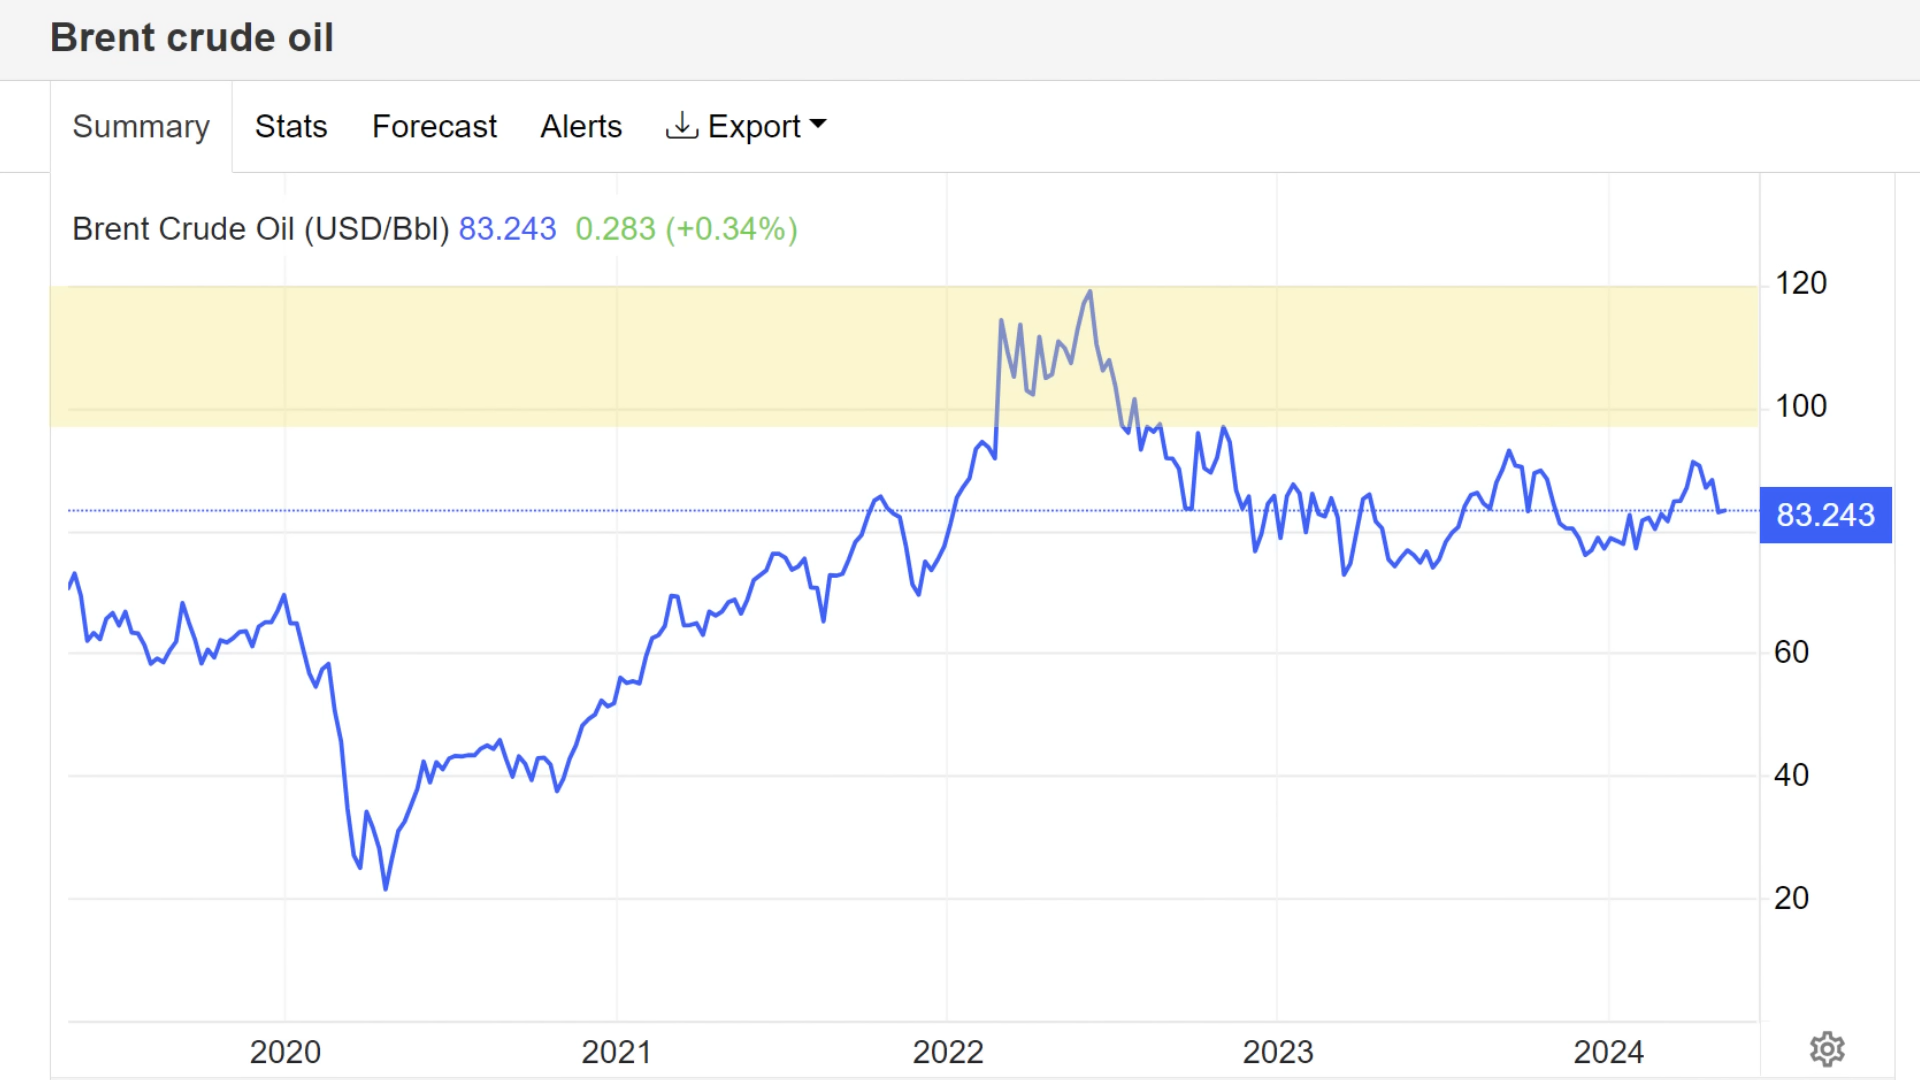 Brent crude oil
Summary Stats Forecast Alerts Export
Brent Crude Oil (USD/Bbl) 83.243 0.283 (+0.34%)
120
100
83.243
60
40
20
2020 2021 2022 2023 2024